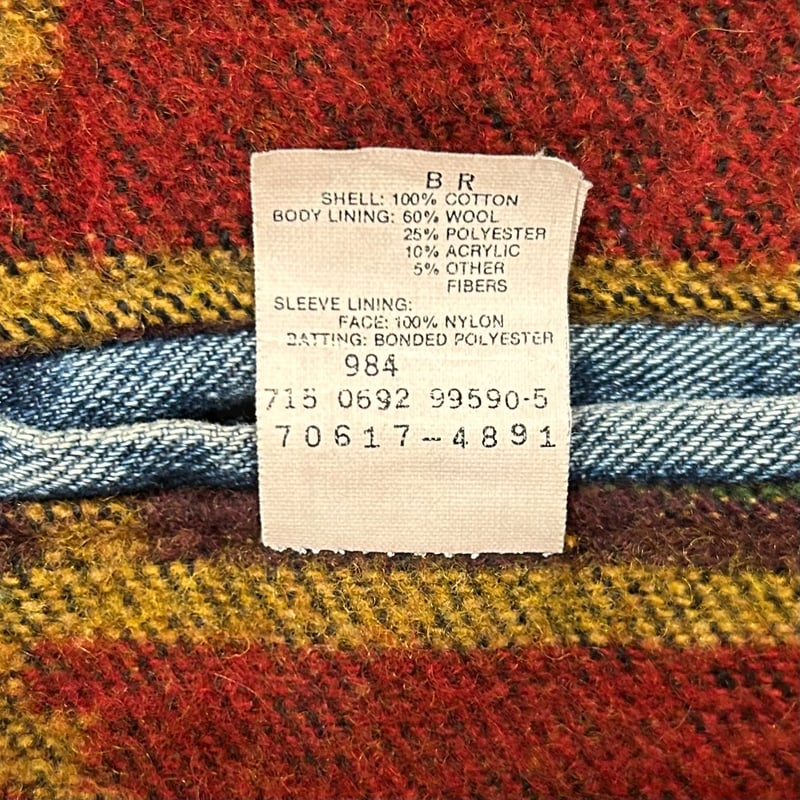 B R
SHELL: 100% COTTON
BODY LINING: 60% WOOL
25% POLYESTER
10% ACRYLIC
5% OTHER
FIBERS
SLEEVE LINING:
FACE: 100% NYLON
BATTING: BONDED POLYESTER
984
715 0692 99590-5
70617-4891